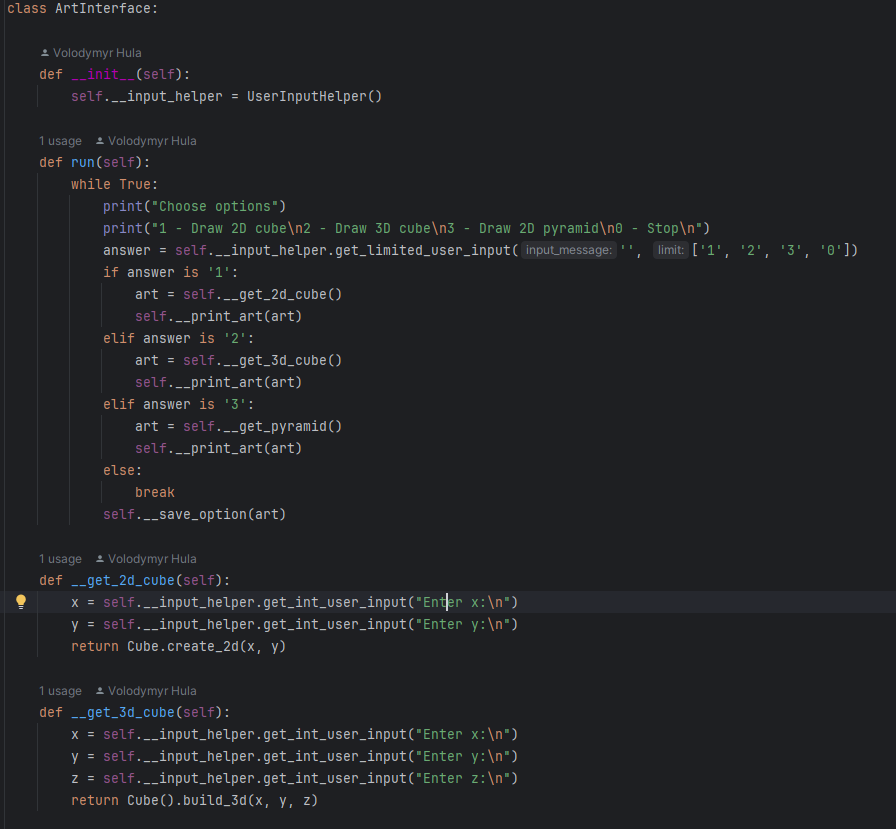 class ArtInterface:
Volodymyr Hula
    def __init__(self):
        self.__input_helper = UserInputHelper()
1 usage   Volodymyr Hula
    def run(self):
        while True:
            print("Choose options")
            print("1 - Draw 2D cube\n2 - Draw 3D cube\n3 - Draw 2D pyramid\n0 - Stop\n")
            answer = self.__input_helper.get_limited_user_input( input_message: '', limit: ['1', '2', '3', '0'])
            if answer is '1':
                art = self.__get_2d_cube()
                self.__print_art(art)
            elif answer is '2':
                art = self.__get_3d_cube()
                self.__print_art(art)
            elif answer is '3':
                art = self.__get_pyramid()
                self.__print_art(art)
            else:
                break
            self.__save_option(art)
1 usage   Volodymyr Hula
    def __get_2d_cube(self):
        x = self.__input_helper.get_int_user_input("Enter x:\n")
        y = self.__input_helper.get_int_user_input("Enter y:\n")
        return Cube.create_2d(x, y)
1 usage   Volodymyr Hula
    def __get_3d_cube(self):
        x = self.__input_helper.get_int_user_input("Enter x:\n")
        y = self.__input_helper.get_int_user_input("Enter y:\n")
        z = self.__input_helper.get_int_user_input("Enter z:\n")
        return Cube().build_3d(x, y, z)